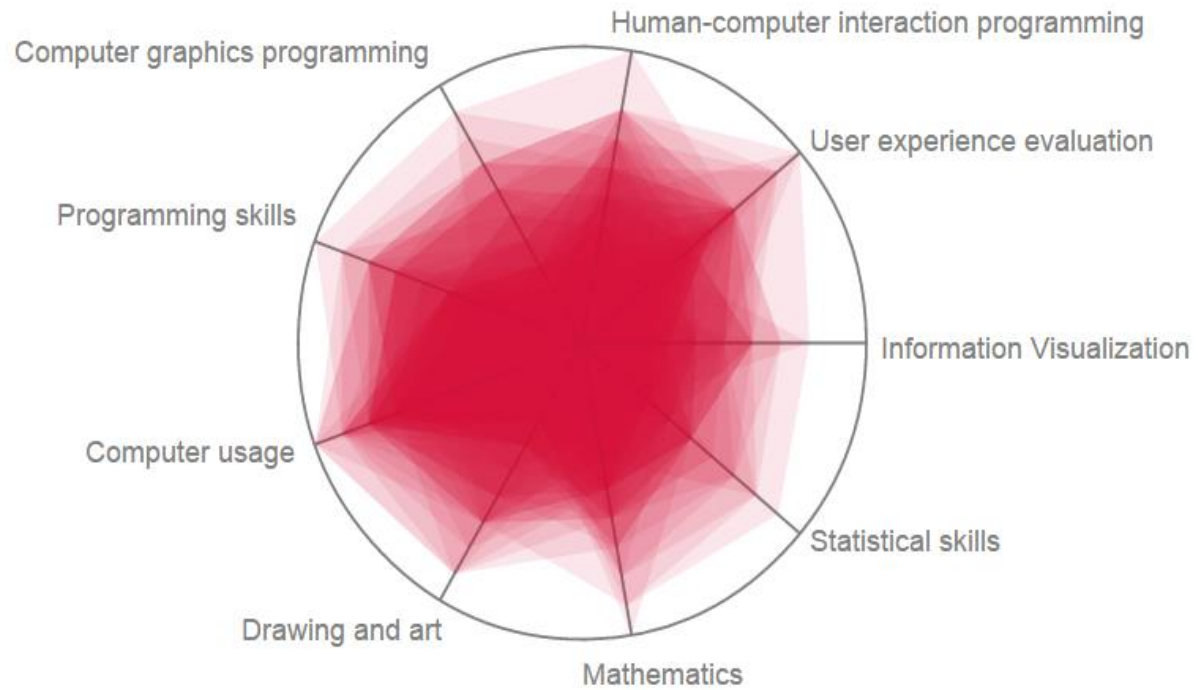 Human-computer interaction programming
Computer graphics programming
User experience evaluation
Programming skills
Information Visualization
Computer usage
Statistical skills
Drawing and art
Mathematics